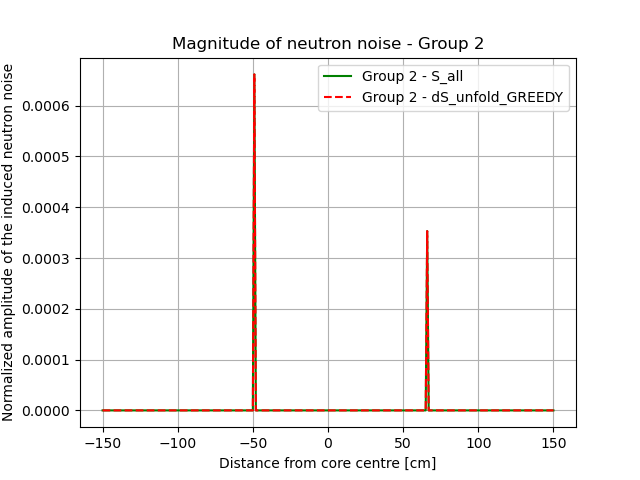 Magnitude of neutron noise - Group 2
Normalized amplitude of the induced neutron noise
Group 2 - S_all
Group 2 - dS_unfold_GREEDY
0.0006
0.0005
0.0004
0.0003
0.0002
0.0001
0.0000
−150 −100 −50 0 50 100 150
Distance from core centre [cm]